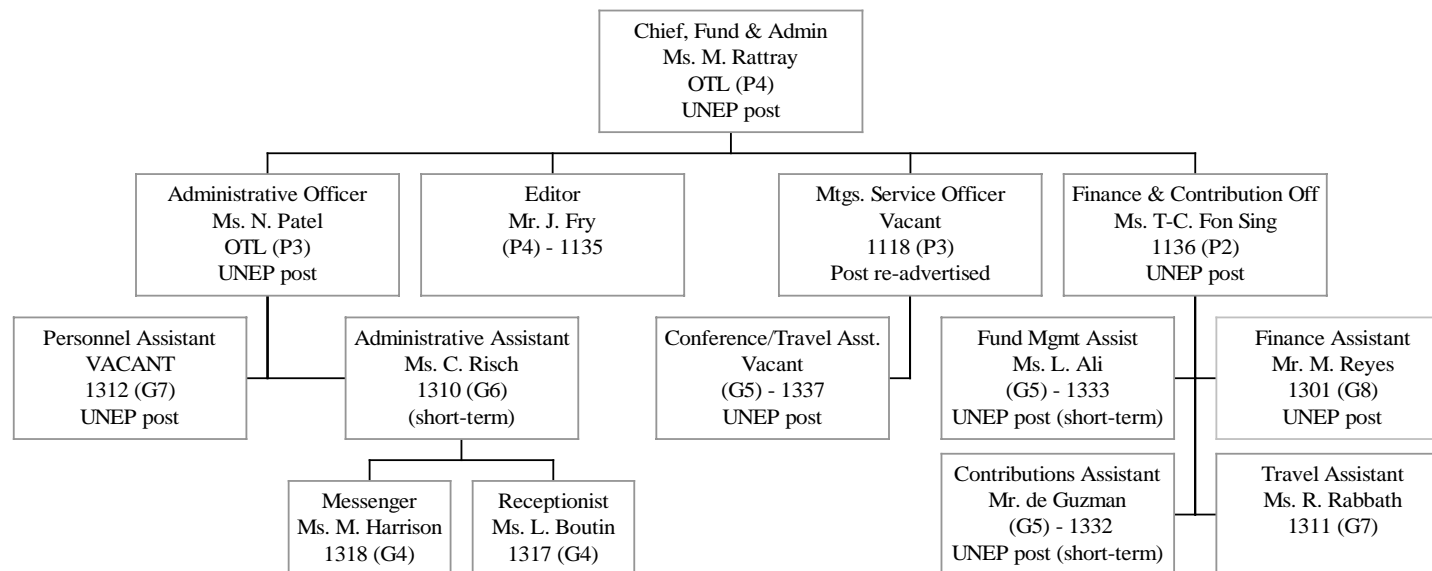 Chief, Fund & Admin
Ms. M. Rattray
OTL (P4)
UNEP post
Administrative Officer
Ms. N. Patel
OTL (P3)
UNEP post
Editor
Mr. J. Fry
(P4) - 1135
Mtgs. Service Officer
Vacant
1118 (P3)
Post re-advertised
Finance & Contribution Off
Ms. T-C. Fon Sing
1136 (P2)
UNEP post
Personnel Assistant
VACANT
1312 (G7)
UNEP post
Administrative Assistant
Ms. C. Risch
1310 (G6)
(short-term)
Conference/Travel Asst.
Vacant
(G5) - 1337
UNEP post
Fund Mgmt Assist
Ms. L. Ali
(G5) - 1333
UNEP post (short-term)
Finance Assistant
Mr. M. Reyes
1301 (G8)
UNEP post
Messenger
Ms. M. Harrison
1318 (G4)
Receptionist
Ms. L. Boutin
1317 (G4)
Contributions Assistant
Mr. de Guzman
(G5) - 1332
UNEP post (short-term)
Travel Assistant
Ms. R. Rabbath
1311 (G7)